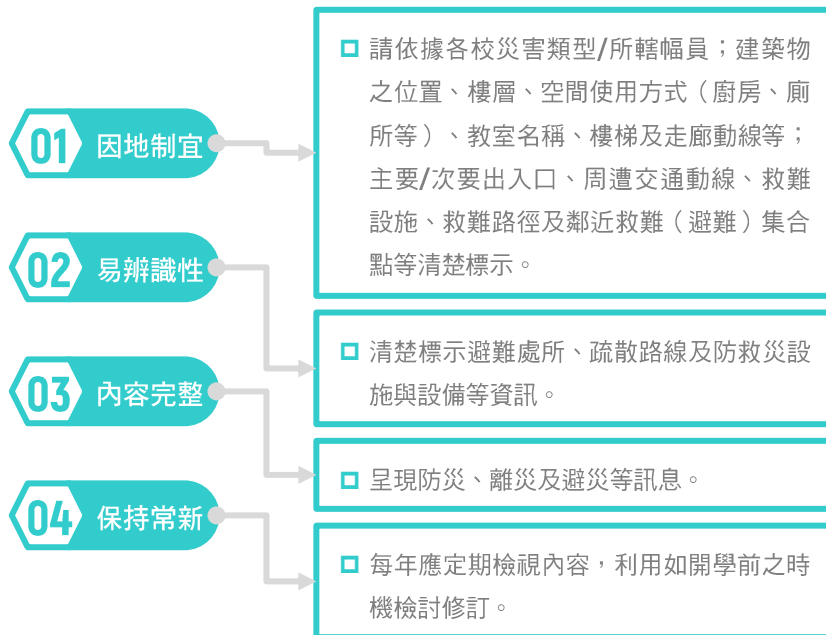 01 因地制宜
請依據各校災害類型/所轄幅員；建築物
之位置、樓層、空間使用方式（廚房、廁
所等）、教室名稱、樓梯及走廊動線等；
主要/次要出入口、周遭交通動線、救難
設施、救難路徑及鄰近救難（避難）集合
點等清楚標示。
02 易辨識性
清楚標示避難處所、疏散路線及防救災設
施與設備等資訊。
03 內容完整
呈現防災、離災及避災等訊息。
04 保持常新
每年應定期檢視內容，利用如開學前之時
機檢討修訂。